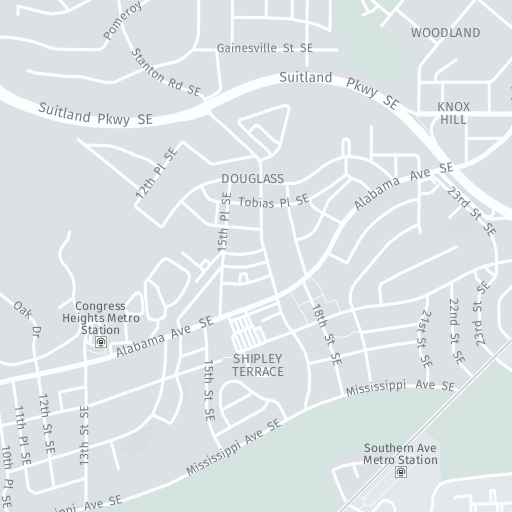 Pomeroy
WOODLAND
Gainesville St SE
Stanton Rd SE
Suitland Pkwy SE
Suitland Pkwy SE
KNOX
HILL
12th Pl SE
DOUGLASS
Alabama Ave SE
Tobias Pl SE
23rd St SE
15th Pl SE
Congress
Heights Metro
Station
Oak Dr
Alabama Ave SE
18th St SE
21st St SE
22nd St SE
23rd St SE
15th St SE
SHIPLEY
TERRACE
Mississippi Ave SE
12th St SE
11th Pl SE
13th St SE
10th Pl SE
Mississippi Ave SE
Southern Ave
Metro Station
ppi Ave SE